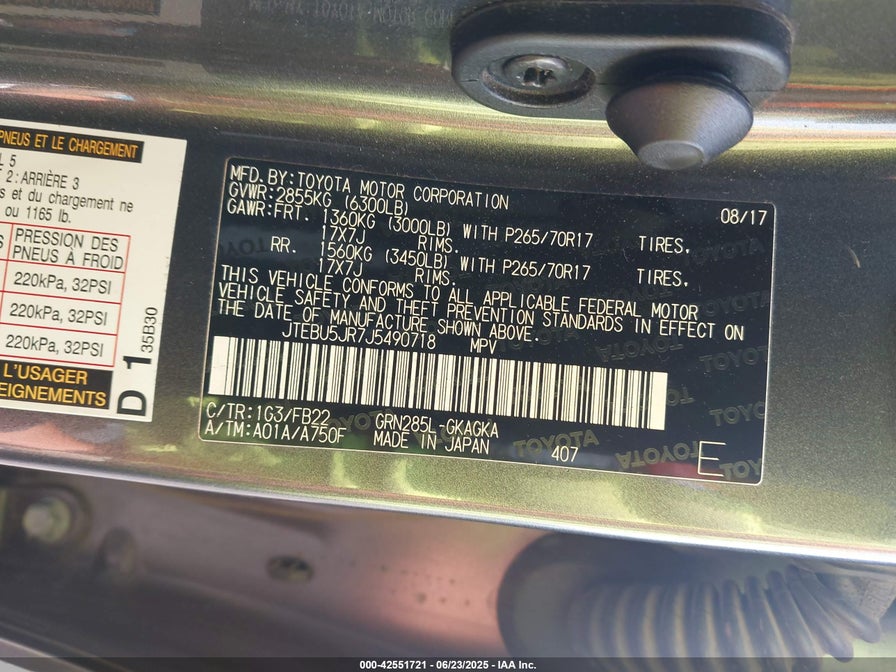 PNEUS ET LE CHARGEMENT
L 5
2: ARRIÈRE 3
s et du chargement ne
ou 1165 lb.
PRESSION DES
PNEUS À FROID
220kPa, 32PSI
220kPa, 32PSI
220kPa, 32PSI
L'USAGER
EIGNEMENTS
D 1
35B30
MFD. BY: TOYOTA MOTOR CORPORATION 08/17
GVWR: 2855KG (6300LB)
GAWR: FRT. 1360KG (3000LB) WITH P265/70R17 TIRES,
17X7J RIMS.
RR. 1560KG (3450LB) WITH P265/70R17 TIRES,
17X7J RIMS.
THIS VEHICLE CONFORMS TO ALL APPLICABLE FEDERAL MOTOR
VEHICLE SAFETY AND THEFT PREVENTION STANDARDS IN EFFECT ON
THE DATE OF MANUFACTURE SHOWN ABOVE.
JTEBU5JR7J5490718 MPV
C/TR: 1G3/FB22 GRN285L-GKAGKA
A/TM: A01A/A750F MADE IN JAPAN 407 E
TOYOTA
000-42551721 - 06/23/2025 - IAA Inc.